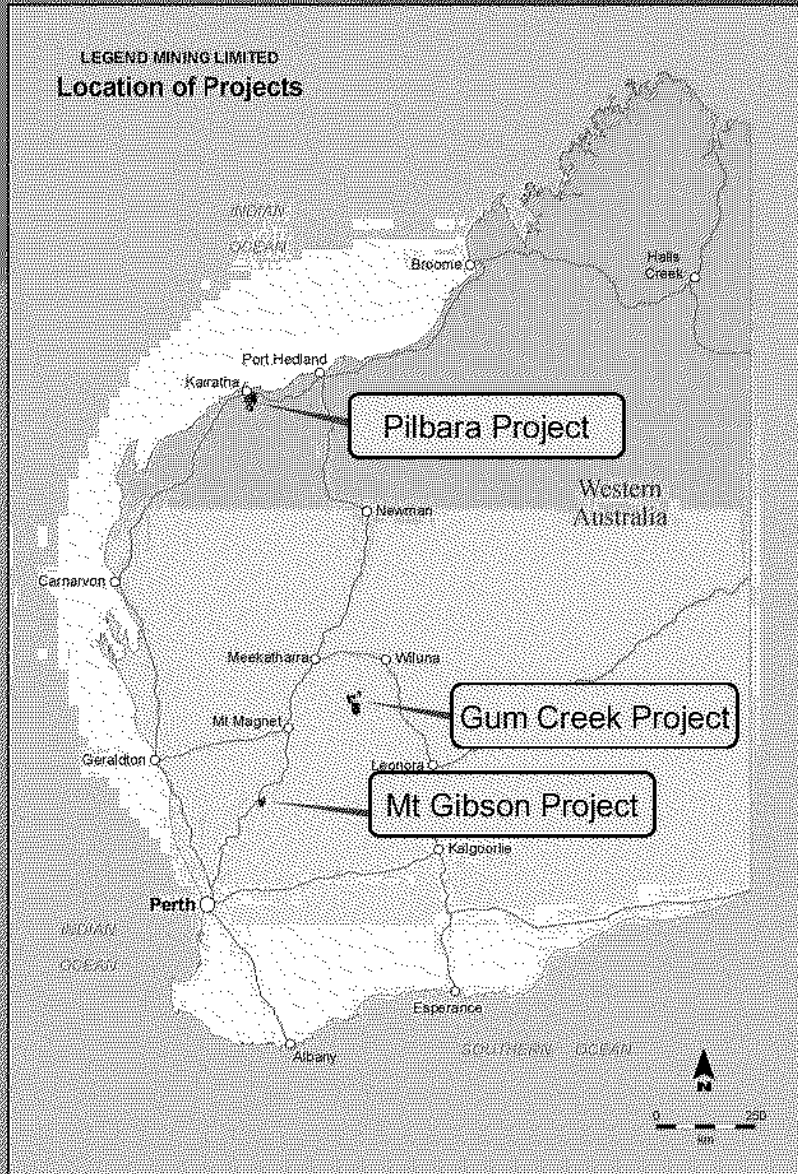 LEGEND MINING LIMITED
Location of Projects
INDIAN
OCEAN
Broome
Halls
Creek
Port Hedland
Karratha
Pilbara Project
Western
Australia
Newman
Carnarvon
Meekatharra
Wiluna
Gum Creek Project
Mt Magnet
Geraldton
Leonora
Mt Gibson Project
Kalgoorlie
Perth
INDIAN
OCEAN
Esperance
SOUTHERN OCEAN
Albany
N
0 250
km